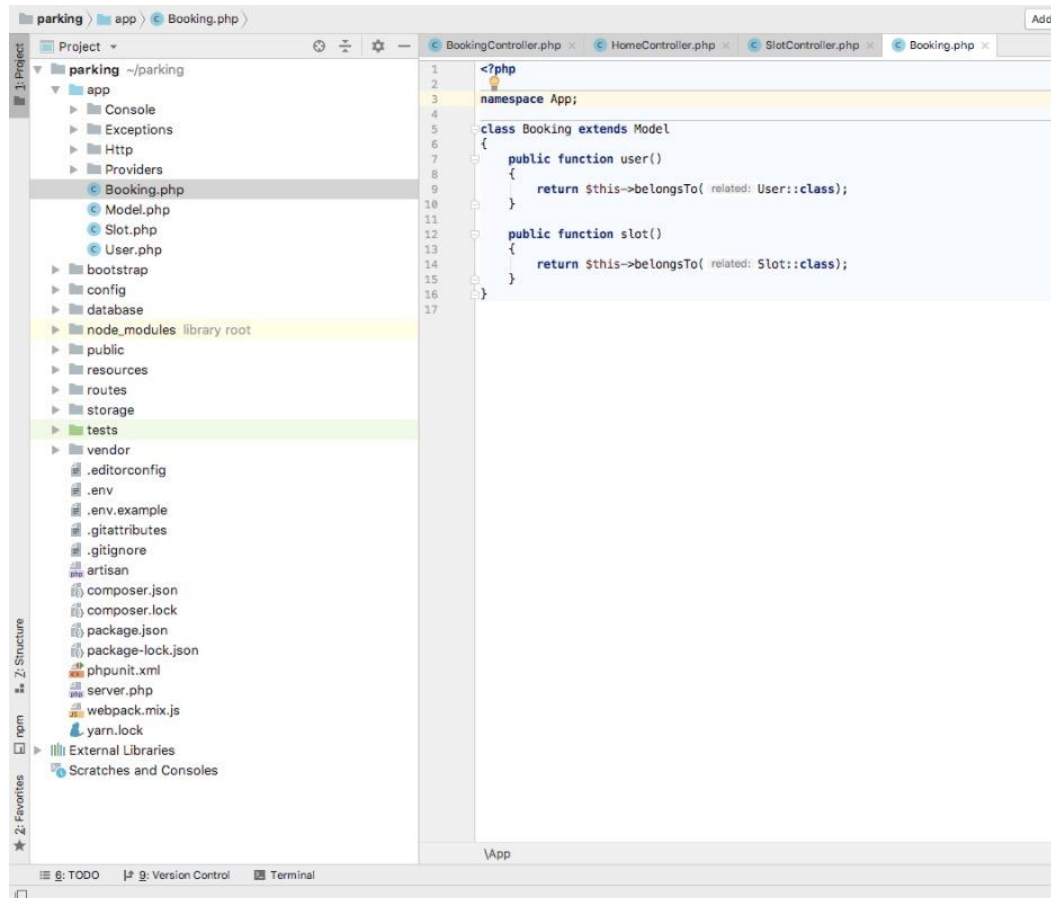 parking app Booking.php
Add
Project
BookingController.php HomeController.php SlotController.php Booking.php
1: Project
parking ~/parking
app
Console
Exceptions
Http
Providers
Booking.php
Model.php
Slot.php
User.php
bootstrap
config
database
node_modules library root
public
resources
routes
storage
tests
vendor
.editorconfig
.env
.env.example
.gitattributes
.gitignore
artisan
composer.json
composer.lock
package.json
package-lock.json
phpunit.xml
server.php
webpack.mix.js
yarn.lock
External Libraries
Scratches and Consoles
Z: Structure
npm
2: Favorites
1 <?php
2
3 namespace App;
4
5 class Booking extends Model
6 {
7 public function user()
8 {
9 return $this->belongsTo( related: User::class);
10 }
11
12 public function slot()
13 {
14 return $this->belongsTo( related: Slot::class);
15 }
16 }
17
\App
6: TODO 9: Version Control Terminal